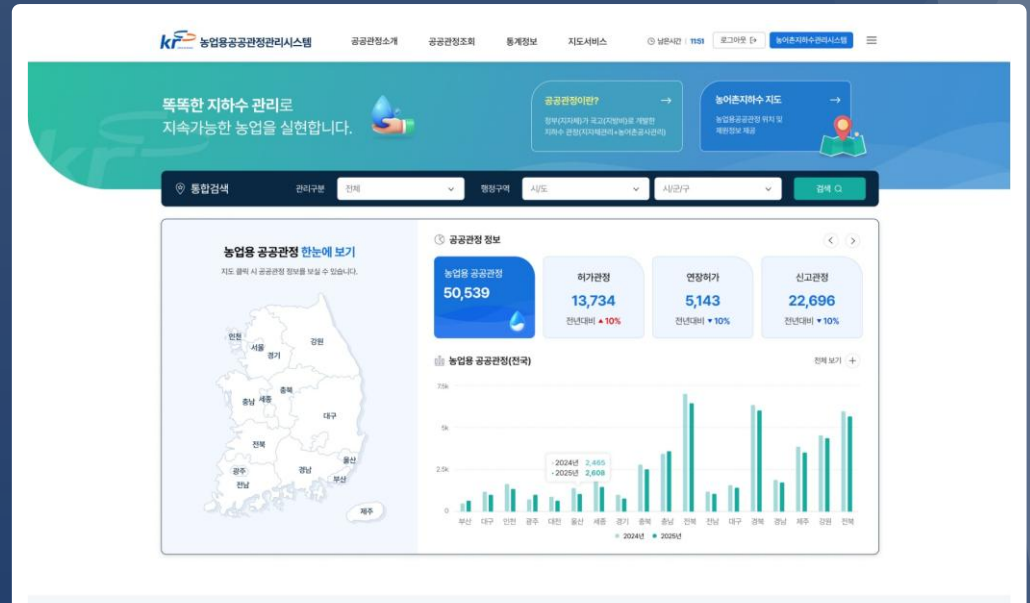 kr 농업용공공관정관리시스템
공공관정소개
공공관정조회
통계정보
지도서비스
남은시간 : 11:51
로그아웃
농어촌지하수관리시스템
똑똑한 지하수 관리로
지속가능한 농업을 실현합니다.
공공관정이란? →
정부(지자체)가 국고(지방비)로 개발한
지하수 관정(지자체관리+농어촌공사관리)
농어촌지하수 지도 →
농업용공공관정 위치 및
제원정보 제공
통합검색
관리구분
전체
행정구역
시/도
시/군/구
검색
농업용 공공관정 한눈에 보기
지도 클릭 시 공공관정 정보를 보실 수 있습니다.
인천
서울
경기
강원
충북
충남
세종
대구
전북
울산
광주
경남
부산
전남
제주
공공관정 정보
농업용 공공관정
50,539
허가관정
13,734
전년대비 ▲10%
연장허가
5,143
전년대비 ▼10%
신고관정
22,696
전년대비 ▼10%
농업용 공공관정(전국)
전체 보기 +
7.5k
5k
2.5k
0
· 2024년 2,465
· 2025년 2,608
부산 대구 인천 광주 대전 울산 세종 경기 충북 충남 전북 전남 대구 경북 경남 제주 강원 전북
2024년 2025년